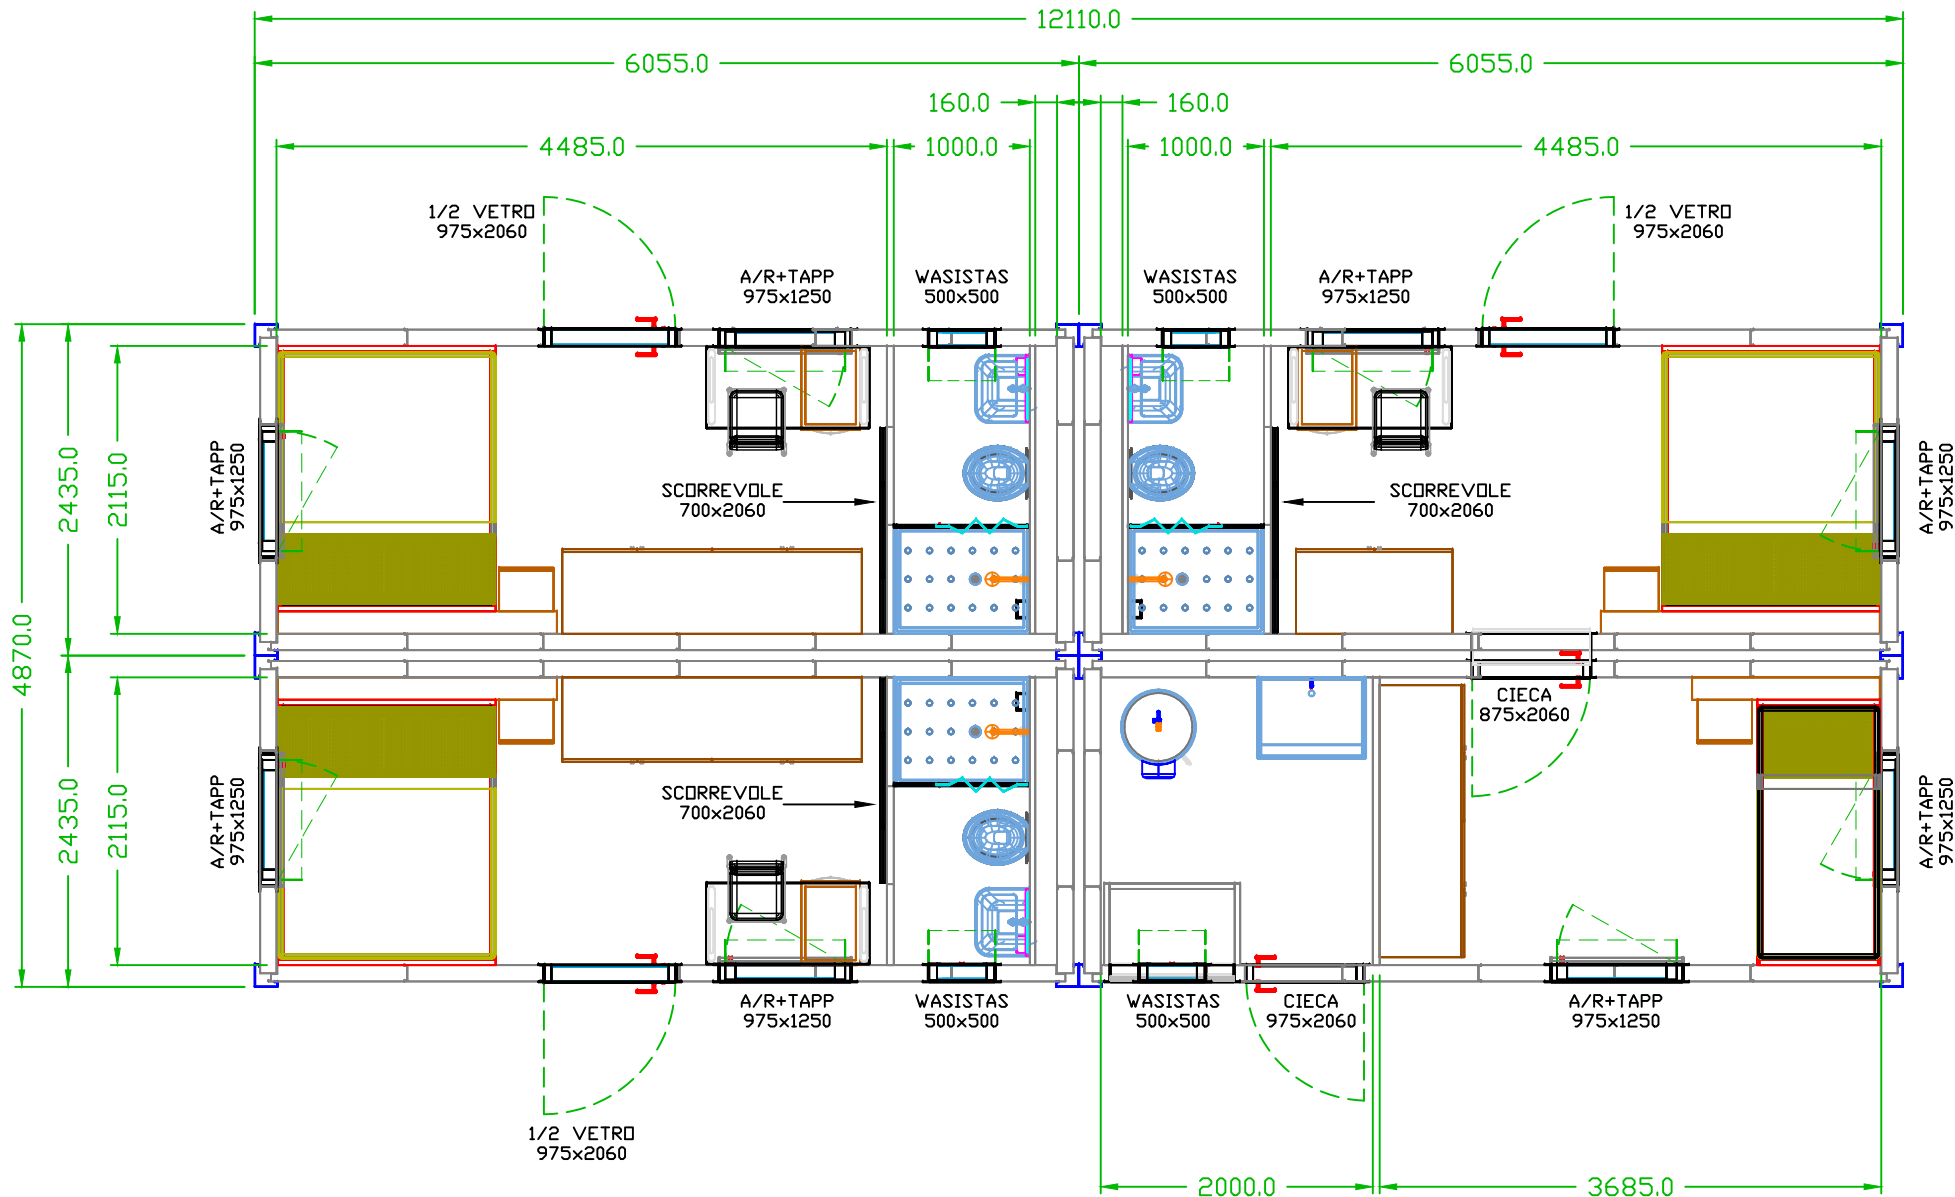 12110.0
6055.0
6055.0
160.0
160.0
4485.0
1000.0
1000.0
4485.0
1/2 VETRO
975x2060
1/2 VETRO
975x2060
A/R+TAPP
975x1250
WASISTAS
500x500
WASISTAS
500x500
A/R+TAPP
975x1250
4870.0
2435.0
2115.0
A/R+TAPP
975x1250
SCORREVOLE
700x2060
SCORREVOLE
700x2060
A/R+TAPP
975x1250
CIECA
875x2060
2435.0
2115.0
A/R+TAPP
975x1250
SCORREVOLE
700x2060
A/R+TAPP
975x1250
A/R+TAPP
975x1250
WASISTAS
500x500
WASISTAS
500x500
CIECA
975x2060
A/R+TAPP
975x1250
1/2 VETRO
975x2060
2000.0
3685.0